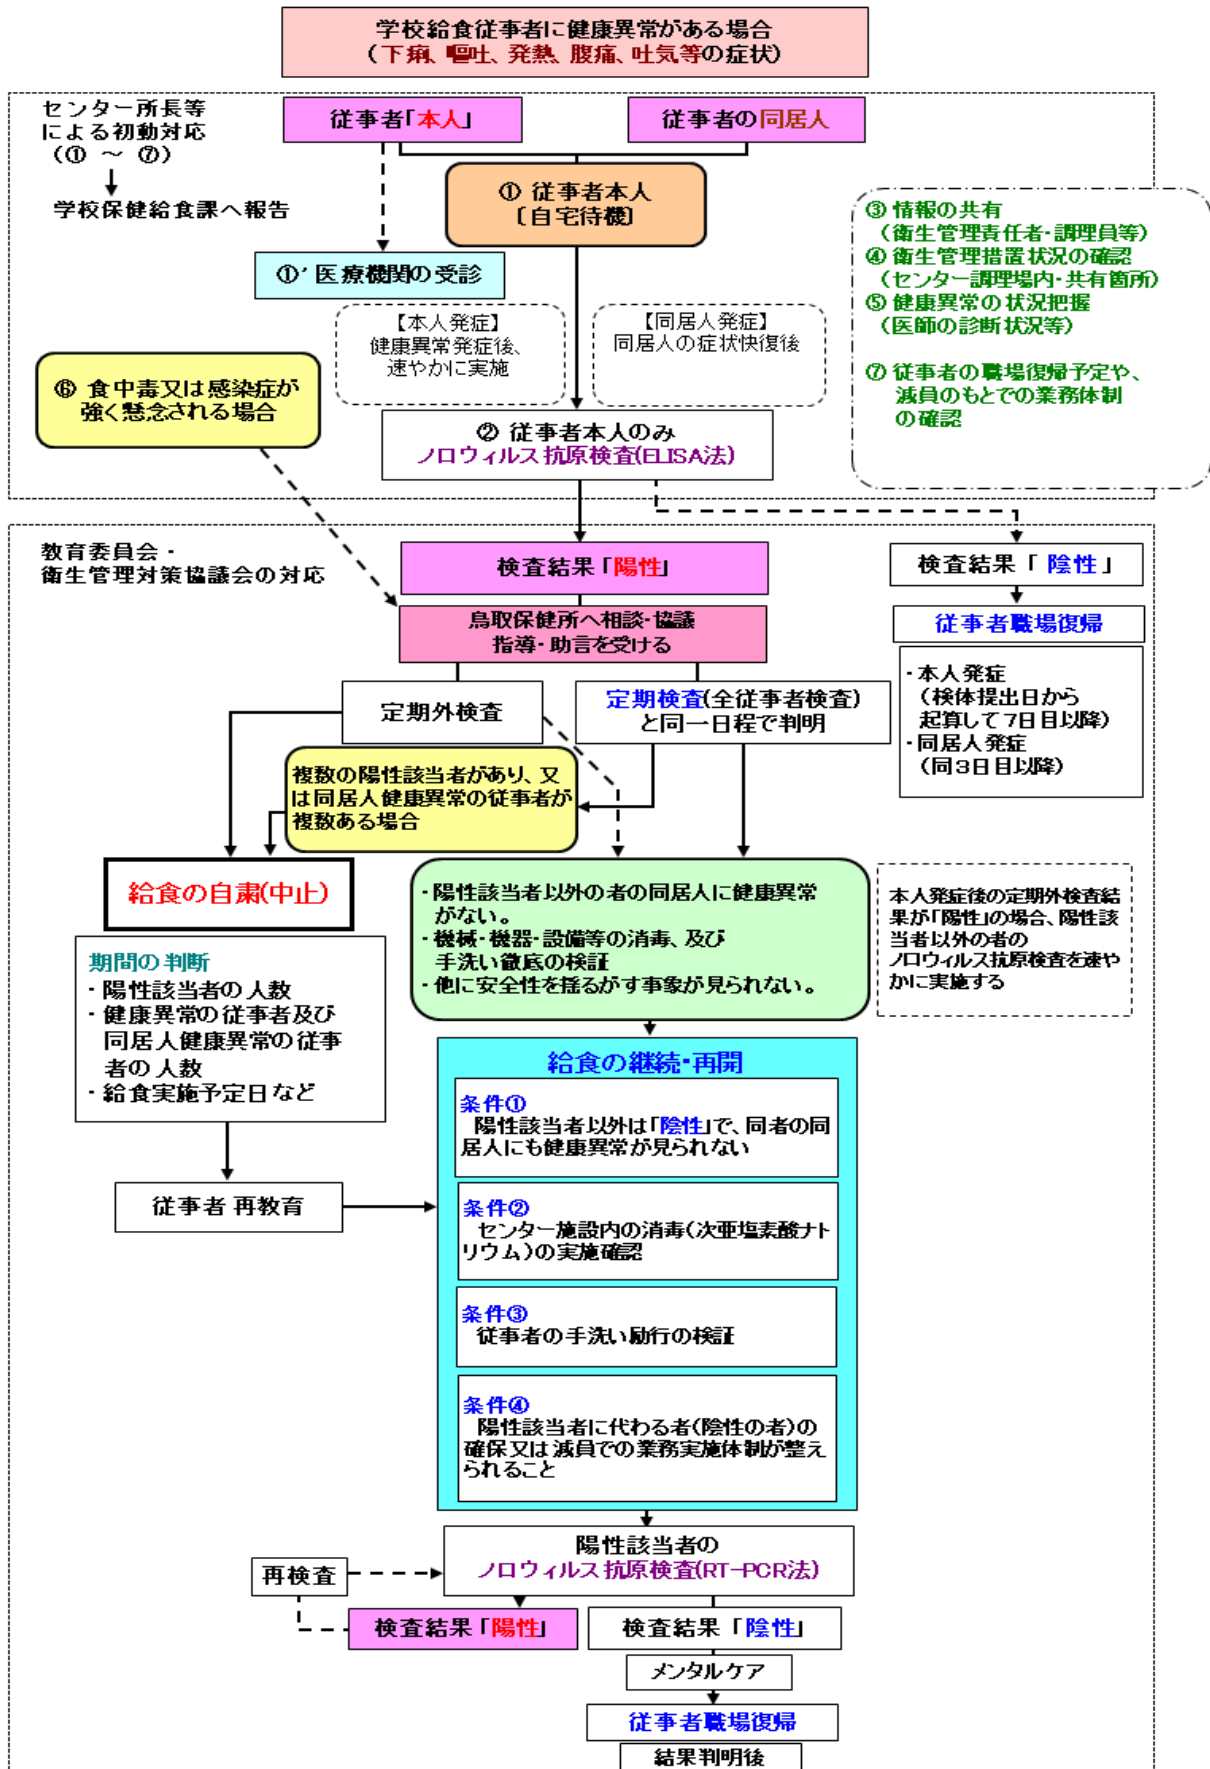 学校給食従事者に健康異常がある場合
(下痢、嘔吐、発熱、腹痛、吐気等の症状)
センター所長等
による初動対応
(① ～ ⑦)
学校保健給食課へ報告
従事者「本人」
従事者の同居人
① 従事者本人
〔自宅待機〕
①’医療機関の受診
【本人発症】
健康異常発症後、
速やかに実施
【同居人発症】
同居人の症状快復後
③ 情報の共有
(衛生管理責任者・調理員等)
④ 衛生管理措置状況の確認
(センター調理場内・共有箇所)
⑤ 健康異常の状況把握
(医師の診断状況等)
⑦ 従事者の職場復帰予定や、
減員のもとでの業務体制
の確認
⑥ 食中毒又は感染症が
強く懸念される場合
② 従事者本人のみ
ノロウィルス抗原検査(ELISA法)
教育委員会・
衛生管理対策協議会の対応
検査結果「陽性」
検査結果「陰性」
鳥取保健所へ相談・協議
指導・助言を受ける
従事者職場復帰
・本人発症
(検体提出日から
起算して7日目以降)
・同居人発症
(同3日目以降)
定期外検査
定期検査(全従事者検査)
と同一日程で判明
複数の陽性該当者があり、又
は同居人健康異常の従事者が
複数ある場合
給食の自粛(中止)
・陽性該当者以外の者の同居人に健康異常
がない。
・機械・機器・設備等の消毒、及び
手洗い徹底の検証
・他に安全性を揺るがす事象が見られない。
本人発症後の定期外検査結
果が「陽性」の場合、陽性該
当者以外の者の
ノロウィルス抗原検査を速や
かに実施する
期間の判断
・陽性該当者の人数
・健康異常の従事者及び
同居人健康異常の従事
者の人数
・給食実施予定日など
従事者 再教育
給食の継続・再開
条件①
陽性該当者以外は「陰性」で、同者の同
居人にも健康異常が見られない
条件②
センター施設内の消毒(次亜塩素酸ナト
リウム)の実施確認
条件③
従事者の手洗い励行の検証
条件④
陽性該当者に代わる者(陰性の者)の
確保又は減員での業務実施体制が整え
られること
陽性該当者の
ノロウィルス抗原検査(RT-PCR法)
再検査
検査結果「陽性」
検査結果「陰性」
メンタルケア
従事者職場復帰
結果判明後